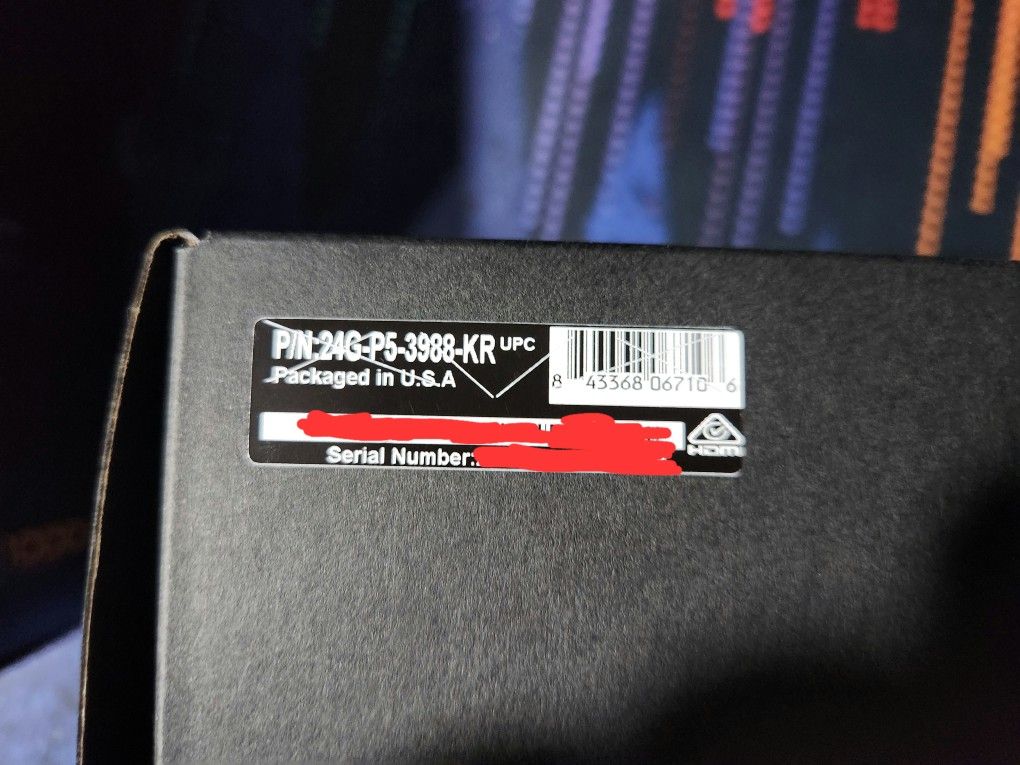 P/N:24G-P5-3988-KR UPC
Packaged in U.S.A
8 43368 06710 6
Serial Number:
HDMI